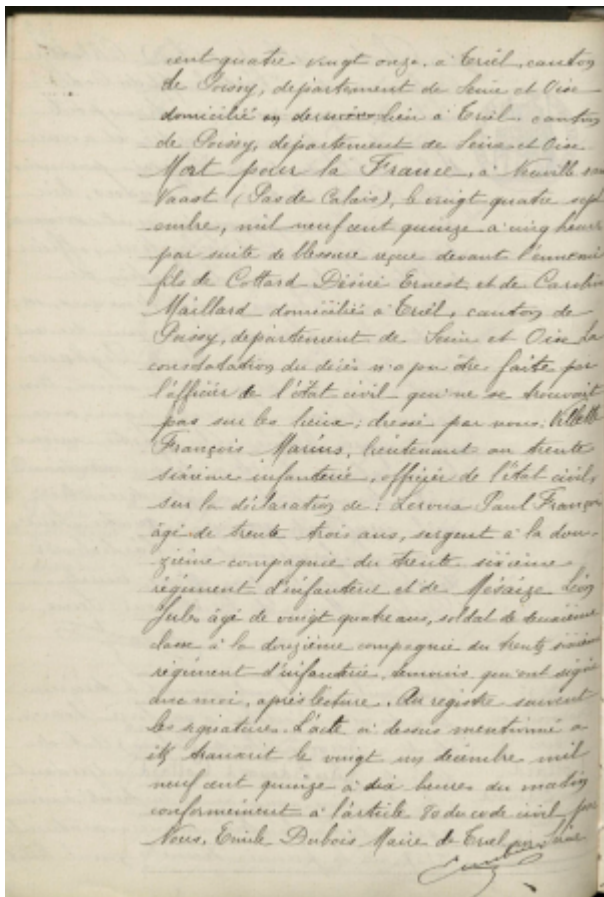 cent quatre vingt onze, à Triel, canton
de Poissy, département de Seine et Oise
domicilié en dernier lieu à Triel, canton
de Poissy, département de Seine et Oise
Mort pour la France, à Neuville
Vaast (Pas de Calais), le vingt quatre sept
embre, mil neuf cent quinze à cinq heures
par suite de blessure reçue devant l'ennemi
fils de Cottard Désiré Ernest et de Caroline
Maillard domiciliés à Triel, canton de
Poissy, département de Seine et Oise La
constatation du décès n'a pu être faite par
l'officier de l'état civil qui ne se trouvait
pas sur les lieux; dressé par nous,
François Marius, lieutenant au trente
sixième infanterie, officier de l'état civil,
sur la déclaration de: Leroux Paul François
âgé de trente trois ans, sergent à la dou-
zième compagnie du trente sixième
régiment d'infanterie et de Mésaize Léon
Jules âgé de vingt quatre ans, soldat de deuxième
classe à la douzième compagnie du trente sixième
régiment d'infanterie, témoins qui ont signé
avec moi, après lecture. Au registre suivent
les signatures. L'acte ci dessus mentionné a
été transcrit le vingt un décembre mil
neuf cent quinze à dix heures du matin
conformément à l'article 80 du code civil par
Nous, Emile Dubois Maire de Triel sur Seine